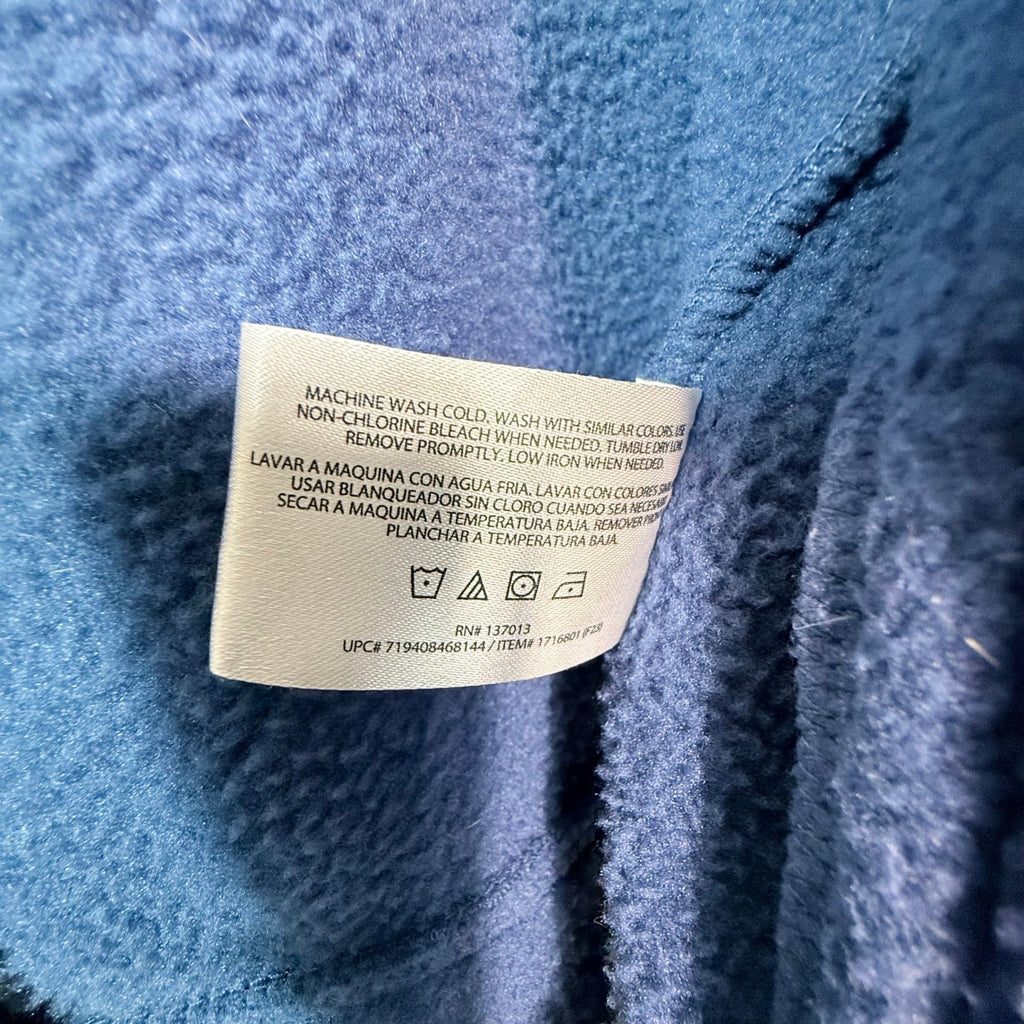 MACHINE WASH COLD. WASH WITH SIMILAR COLORS. USE
NON-CHLORINE BLEACH WHEN NEEDED. TUMBLE DRY LOW.
REMOVE PROMPTLY. LOW IRON WHEN NEEDED.
LAVAR A MAQUINA CON AGUA FRIA. LAVAR CON COLORES
USAR BLANQUEADOR SIN CLORO CUANDO SEA
SECAR A MAQUINA A TEMPERATURA BAJA. REMOVER
PLANCHAR A TEMPERATURA BAJA.
RN# 137013
UPC# 719408468144 / ITEM# 1716801 (F23)